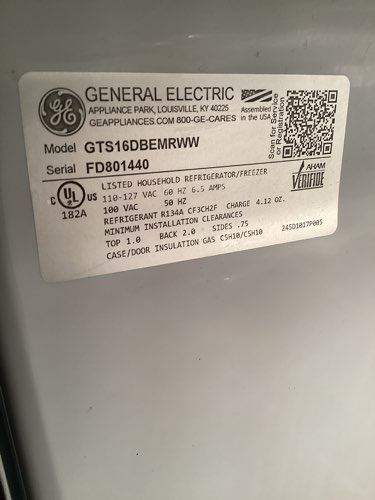 GE
GENERAL ELECTRIC
APPLIANCE PARK, LOUISVILLE, KY 40225
GEAPPLIANCES.COM 800-GE-CARES
Assembled
in the USA
Scan for Service
or Registration
Model GTS16DBEMRWW
Serial FD801440
C UL US
182A
LISTED HOUSEHOLD REFRIGERATOR/FREEZER
110-127 VAC 60 HZ 6.5 AMPS
100 VAC 50 HZ
REFRIGERANT R134A CF3CH2F CHARGE 4.12 OZ.
MINIMUM INSTALLATION CLEARANCES
TOP 1.0 BACK 2.0 SIDES .75
CASE/DOOR INSULATION GAS C5H10/C5H10
245D1017P005
AHAM
VERIFIDE